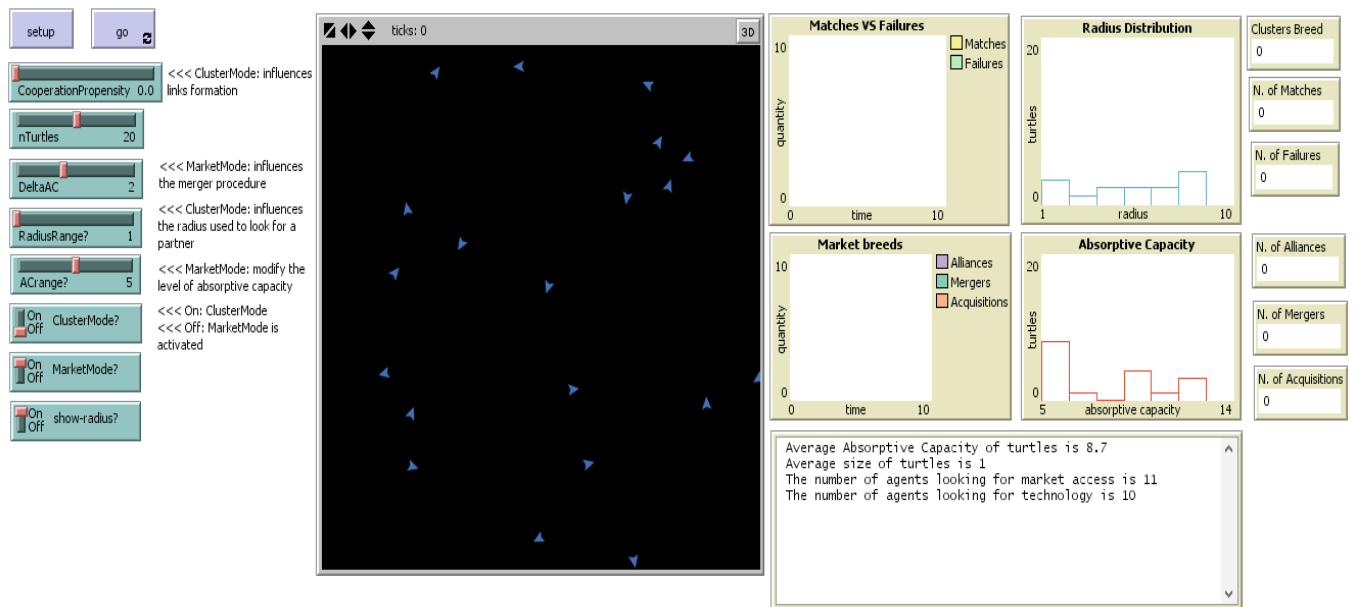 setup
go
CooperationPropensity 0.0
<<< ClusterMode: influences
links formation
nTurtles 20
DeltaAC 2
<<< MarketMode: influences
the merger procedure
RadiusRange? 1
<<< ClusterMode: influences
the radius used to look for a
partner
ACrange? 5
<<< MarketMode: modify the
level of absorptive capacity
On
Off
ClusterMode?
<<< On: ClusterMode
<<< Off: MarketMode is
activated
On
Off
MarketMode?
On
Off
show-radius?
ticks: 0
3D
Matches VS Failures
10
quantity
0
0
time
10
Matches
Failures
Radius Distribution
20
turtles
0
1
radius
10
Clusters Breed
0
N. of Matches
0
N. of Failures
0
Market breeds
10
quantity
0
0
time
10
Alliances
Mergers
Acquisitions
Absorptive Capacity
20
turtles
0
5
absorptive capacity
14
N. of Alliances
0
N. of Mergers
0
N. of Acquisitions
0
Average Absorptive Capacity of turtles is 8.7
Average size of turtles is 1
The number of agents looking for market access is 11
The number of agents looking for technology is 10